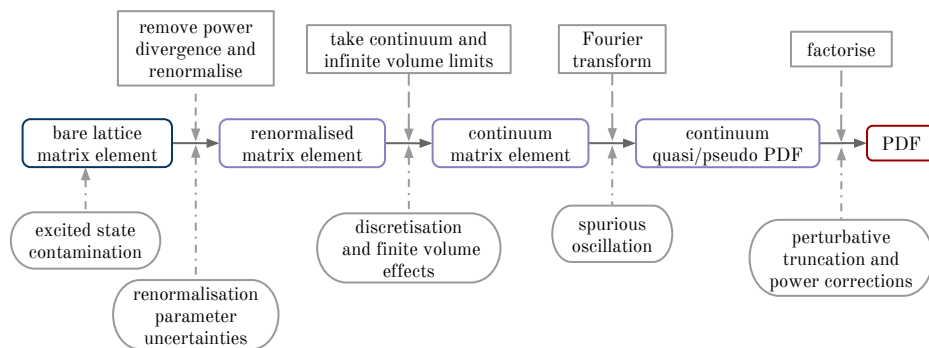 remove power
divergence and
renormalise
take continuum and
infinite volume limits
Fourier
transform
factorise
bare lattice
matrix element
renormalised
matrix element
continuum
matrix element
continuum
quasi/pseudo PDF
PDF
excited state
contamination
renormalisation
parameter
uncertainties
discretisation
and finite volume
effects
spurious
oscillation
perturbative
truncation and
power corrections